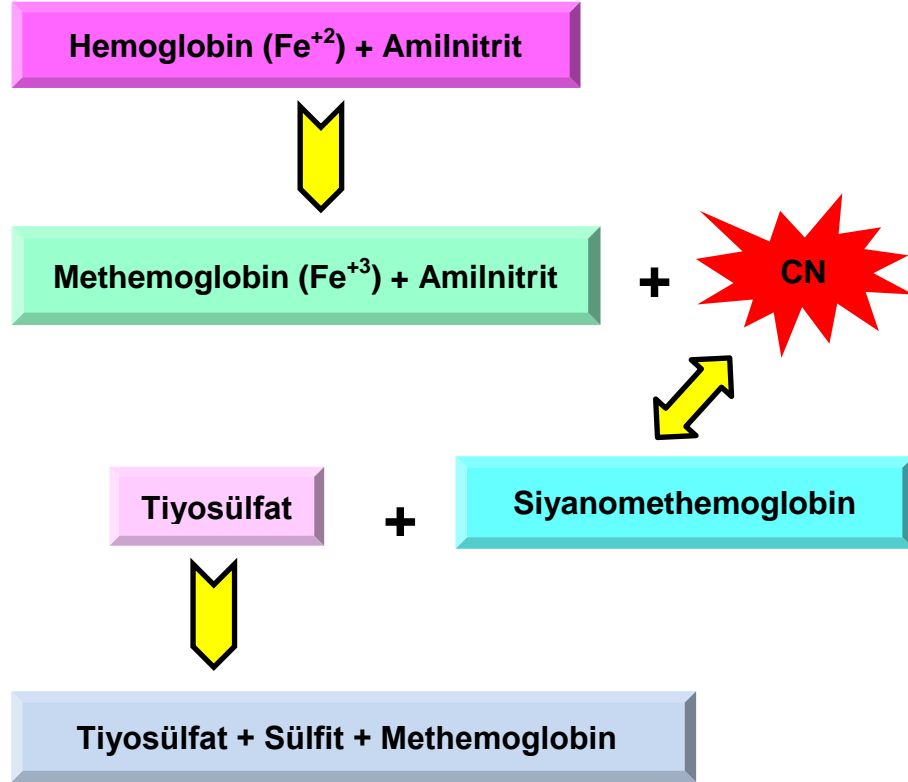 Hemoglobin (Fe⁺²) + Amilnitrit
Methemoglobin (Fe⁺³) + Amilnitrit
+
CN
Tiyosülfat
+
Siyanomethemoglobin
Tiyosülfat + Sülfit + Methemoglobin